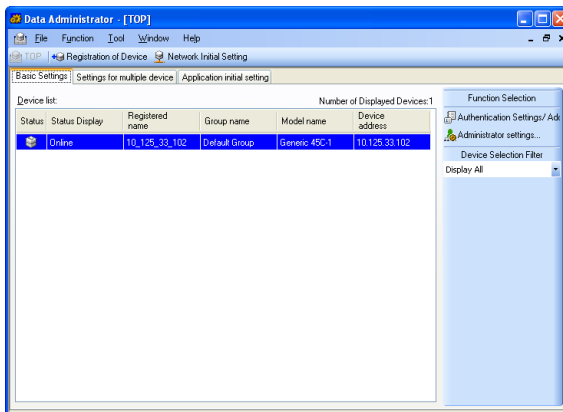 Data Administrator - [TOP]
File Function Tool Window Help
TOP Registration of Device Network Initial Setting
Basic Settings Settings for multiple device Application initial setting
Device list: Number of Displayed Devices:1
Status Status Display Registered name Group name Model name Device address
Online 10_125_33_102 Default Group Generic 45C-1 10.125.33.102
Function Selection
Authentication Settings/ Add
Administrator settings...
Device Selection Filter
Display All